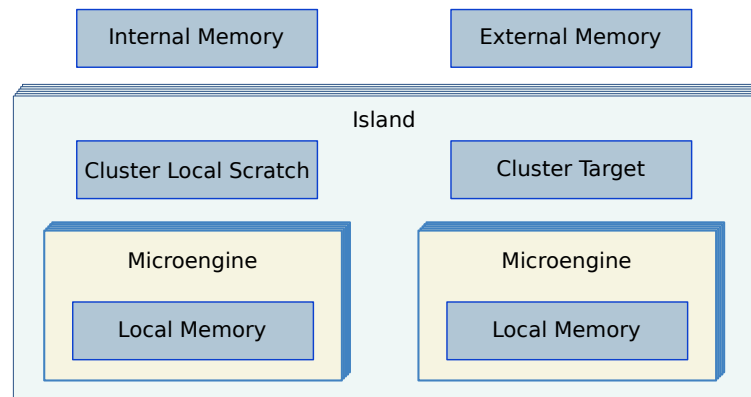 Internal Memory
External Memory
Island
Cluster Local Scratch
Cluster Target
Microengine
Microengine
Local Memory
Local Memory